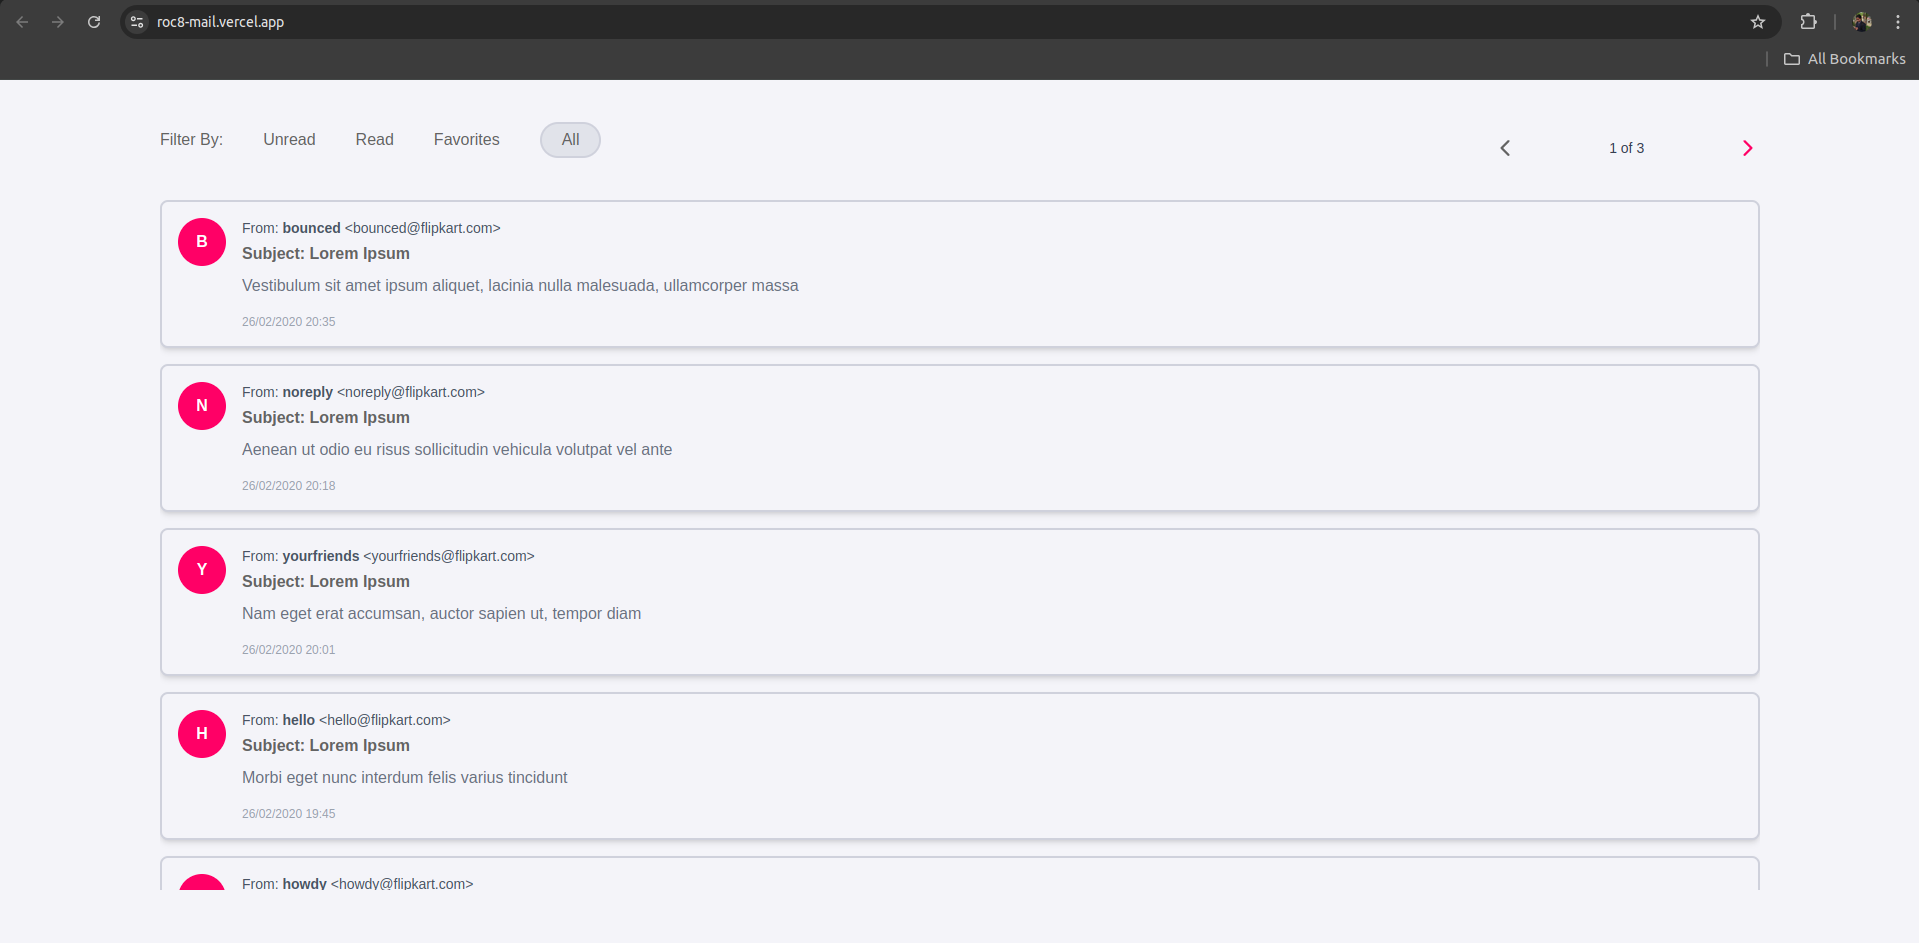 roc8-mail.vercel.app
All Bookmarks
Filter By: Unread Read Favorites All
1 of 3
B
From: bounced <bounced@flipkart.com>
Subject: Lorem Ipsum
Vestibulum sit amet ipsum aliquet, lacinia nulla malesuada, ullamcorper massa
26/02/2020 20:35
N
From: noreply <noreply@flipkart.com>
Subject: Lorem Ipsum
Aenean ut odio eu risus sollicitudin vehicula volutpat vel ante
26/02/2020 20:18
Y
From: yourfriends <yourfriends@flipkart.com>
Subject: Lorem Ipsum
Nam eget erat accumsan, auctor sapien ut, tempor diam
26/02/2020 20:01
H
From: hello <hello@flipkart.com>
Subject: Lorem Ipsum
Morbi eget nunc interdum felis varius tincidunt
26/02/2020 19:45
From: howdy <howdy@flipkart.com>